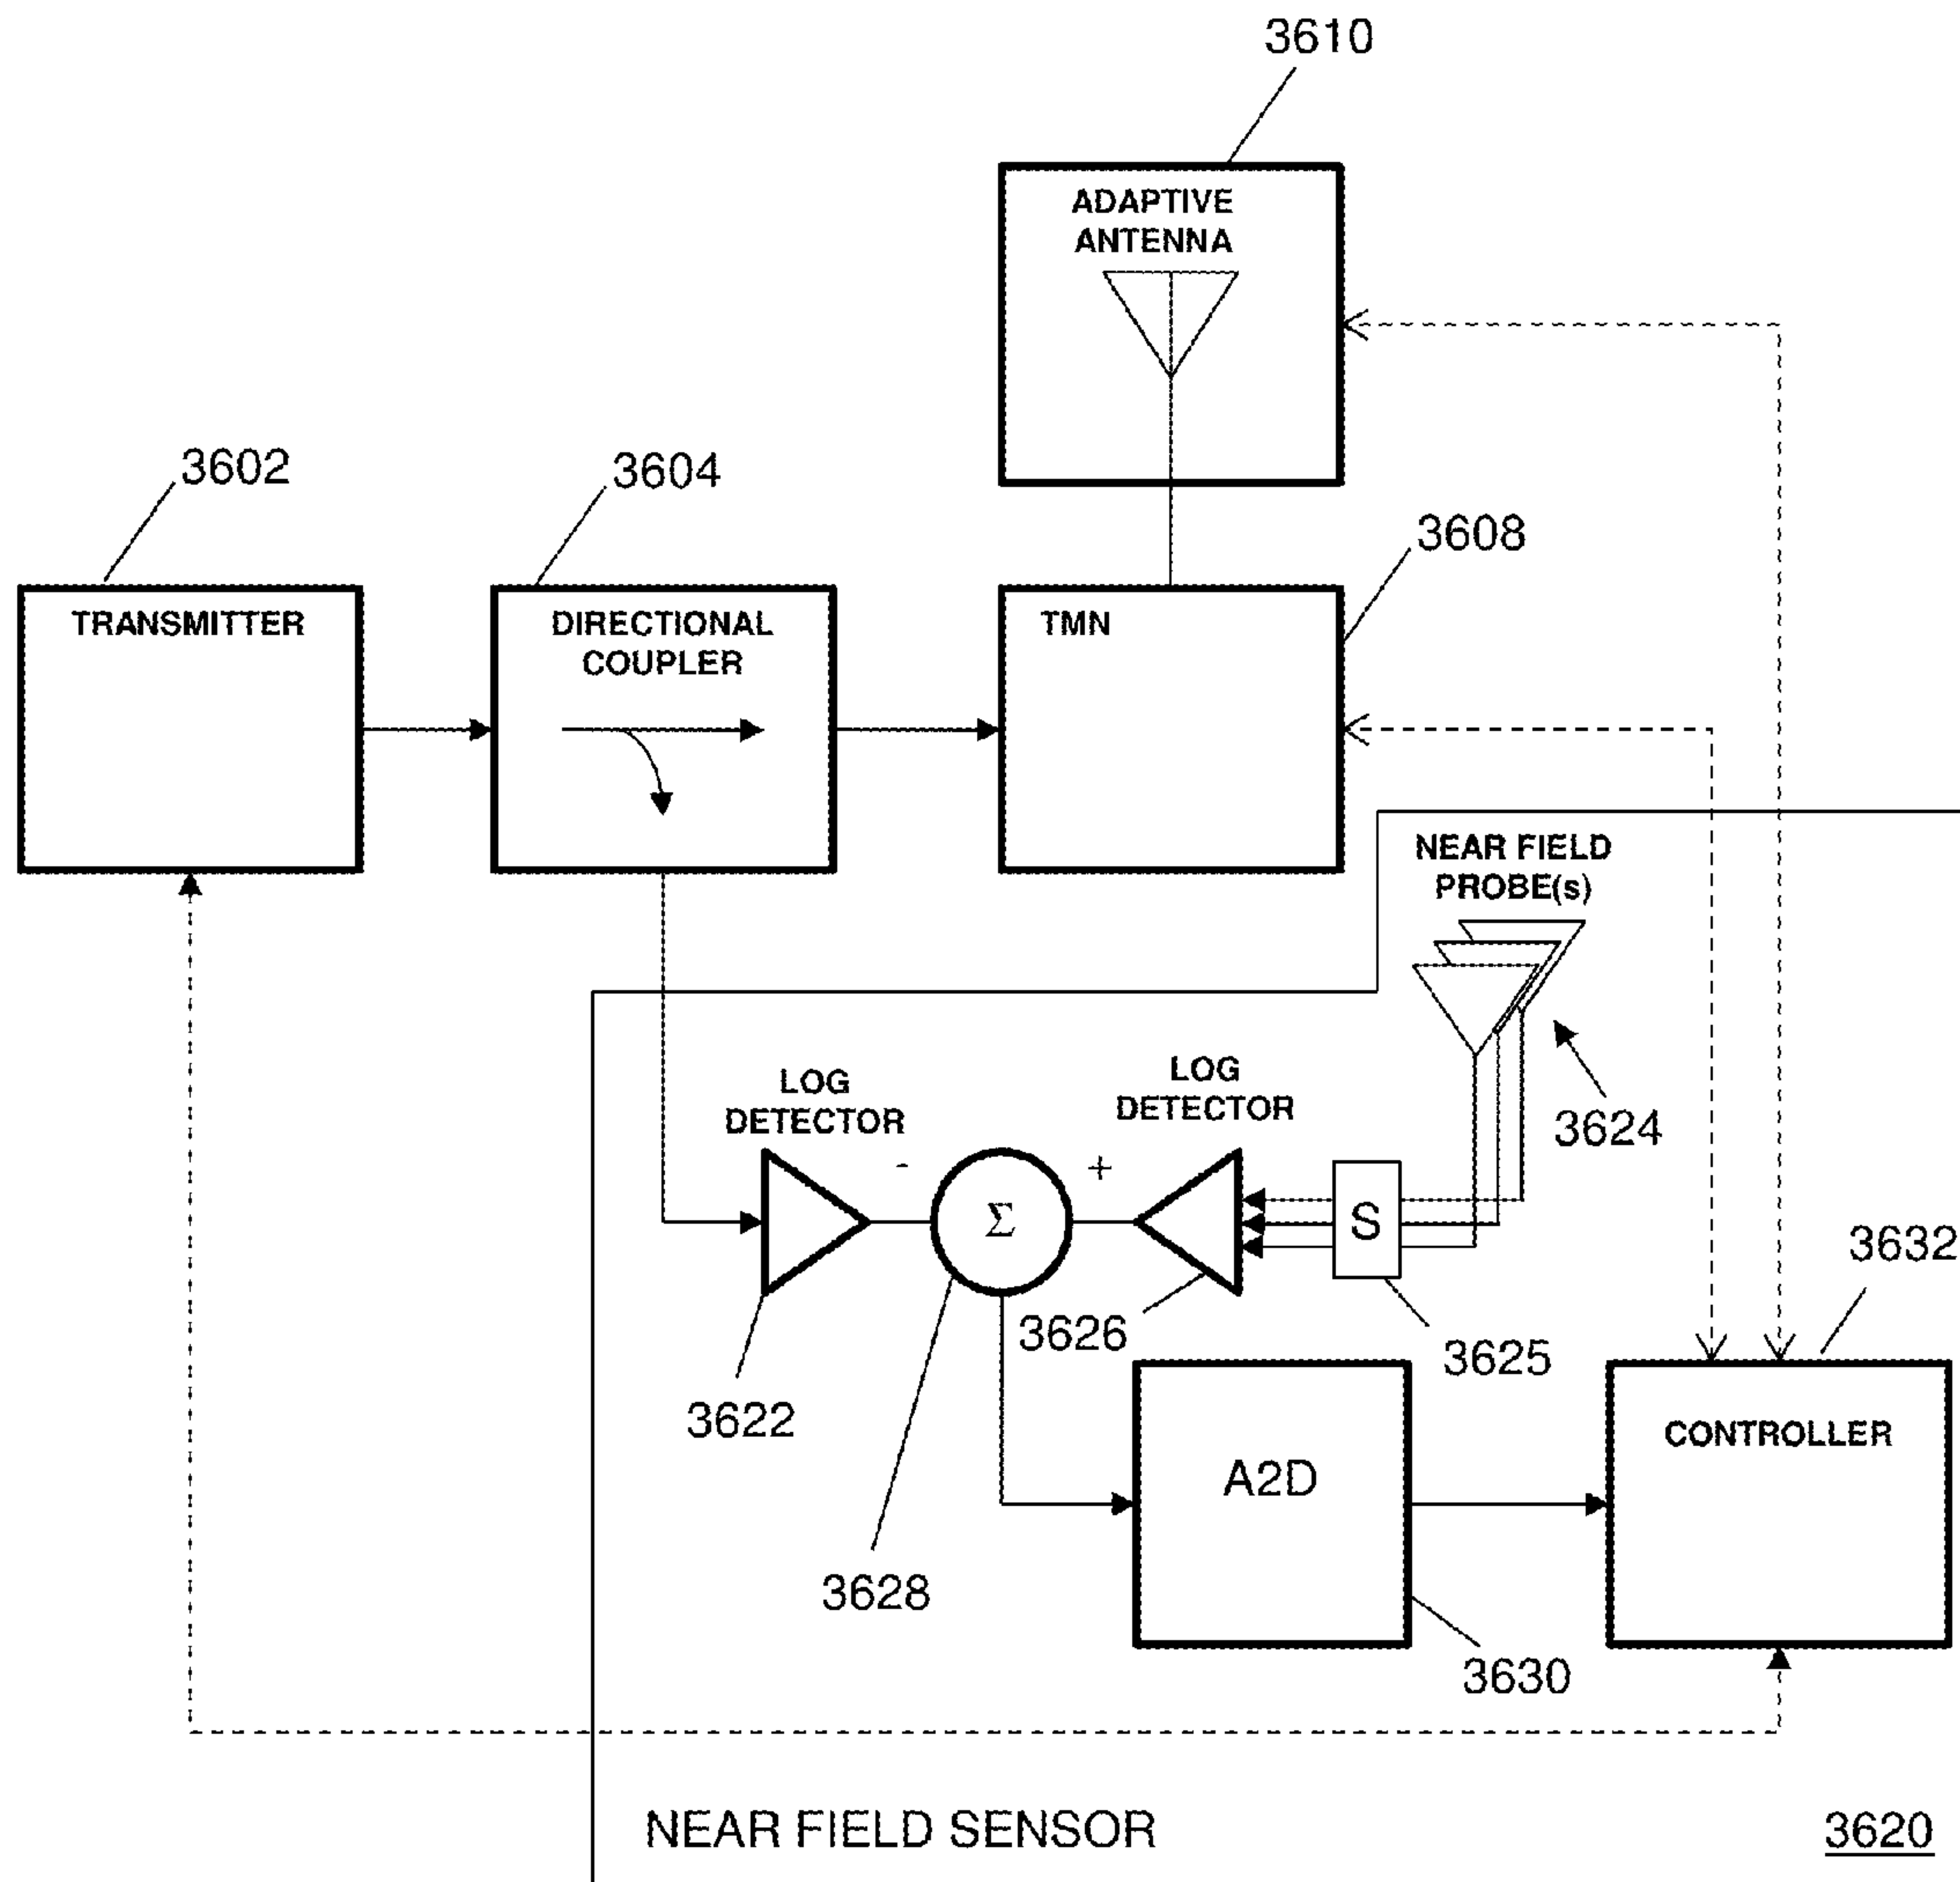 3610
ADAPTIVE
ANTENNA
3602
3604
3608
TRANSMITTER
DIRECTIONAL
COUPLER
TMN
NEAR FIELD
PROBE(s)
LOG
DETECTOR
LOG
DETECTOR
3624
-
Σ
+
S
3632
3626
3625
3622
A2D
CONTROLLER
3628
3630
NEAR FIELD SENSOR
3620